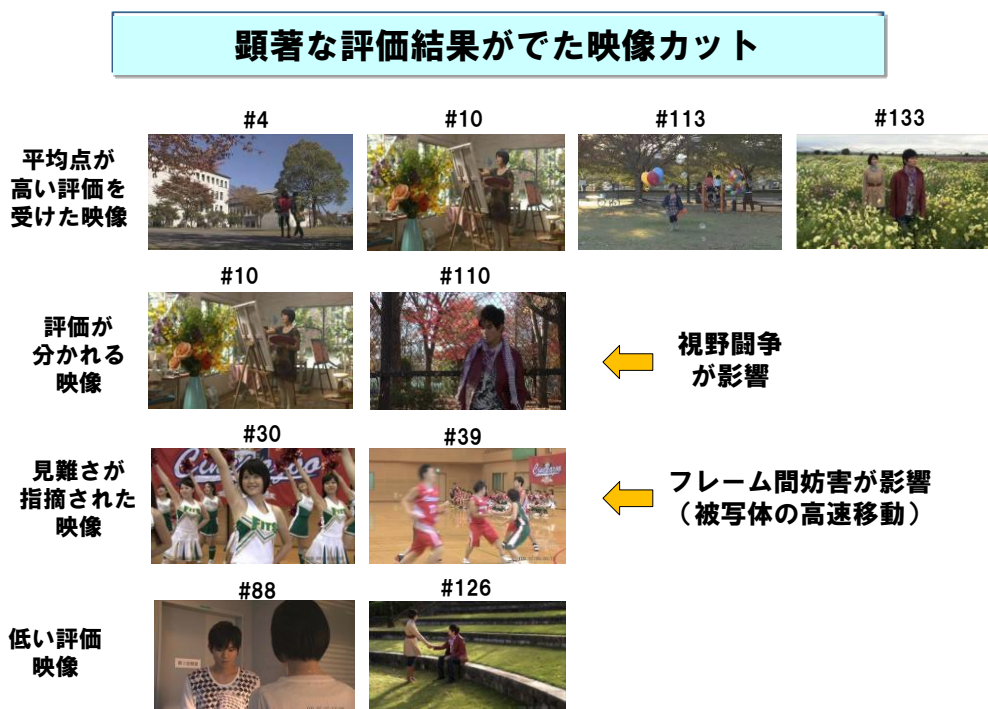 顕著な評価結果がでた映像カット
#4
#10
#113
#133
平均点が
高い評価を
受けた映像
#10
#110
評価が
分かれる
映像
視野闘争
が影響
#30
#39
見難さが
指摘された
映像
FITS
フレーム間妨害が影響
(被写体の高速移動)
#88
#126
低い評価
映像